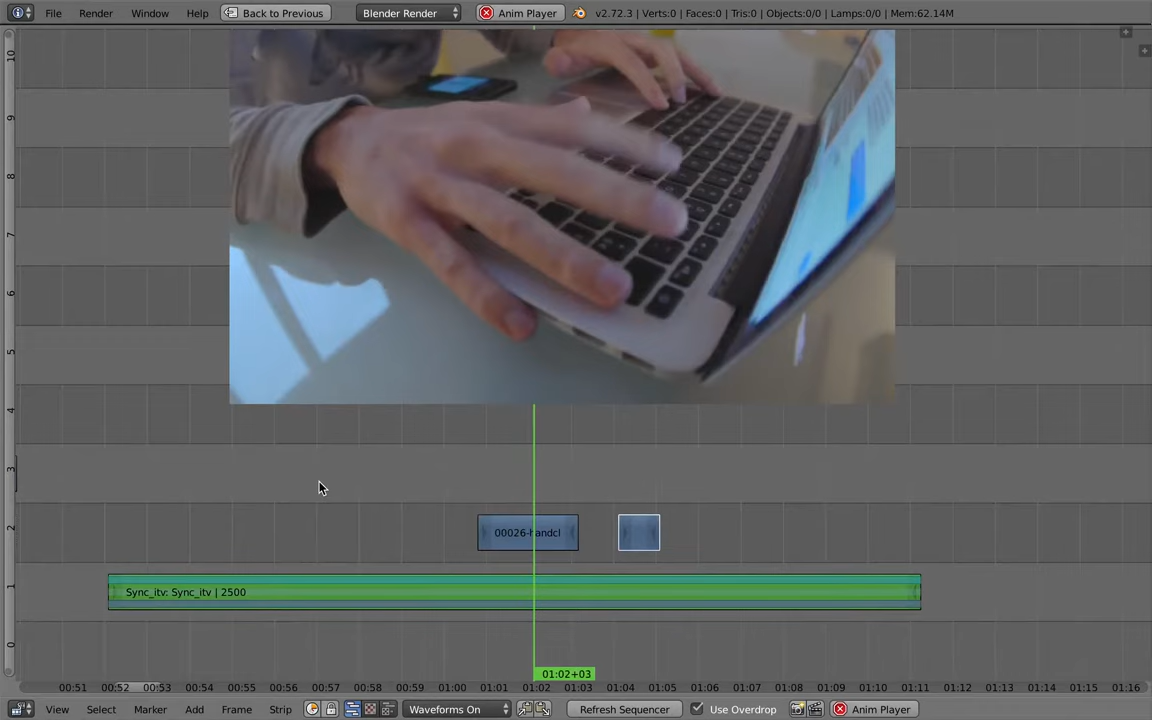 File Render Window Help Back to Previous Blender Render Anim Player v2.72.3 | Verts:0 | Faces:0 | Tris:0 | Objects:0/0 | Lamps:0/0 | Mem:62.14M
10
9
8
7
6
5
4
3
2
00026-handcl
1
Sync_itv: Sync_itv | 2500
0
01:02+03
00:51 00:52 00:53 00:54 00:55 00:56 00:57 00:58 00:59 01:00 01:01 01:02 01:03 01:04 01:05 01:06 01:07 01:08 01:09 01:10 01:11 01:12 01:13 01:14 01:15 01:16
View Select Marker Add Frame Strip Waveforms On Refresh Sequencer Use Overdrop Anim Player